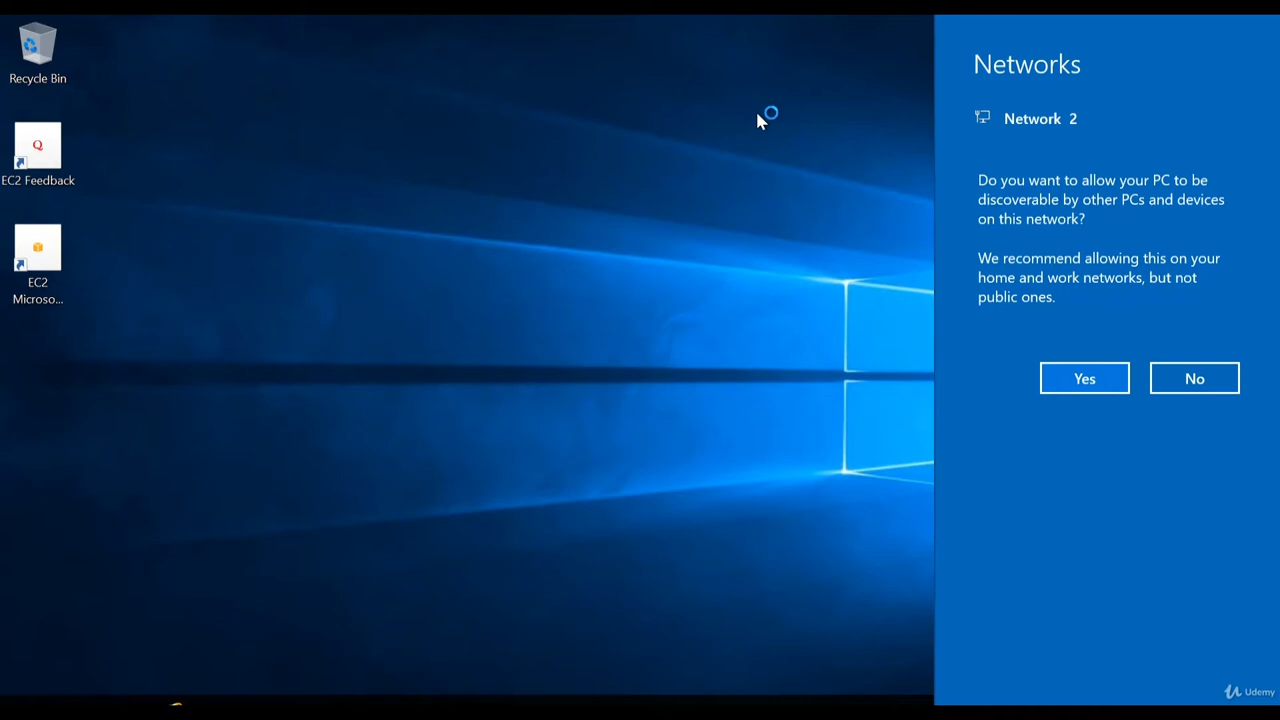 Recycle Bin
Q
EC2 Feedback
EC2
Microso...
Networks
Network 2
Do you want to allow your PC to be
discoverable by other PCs and devices
on this network?
We recommend allowing this on your
home and work networks, but not
public ones.
Yes
No
Udemy